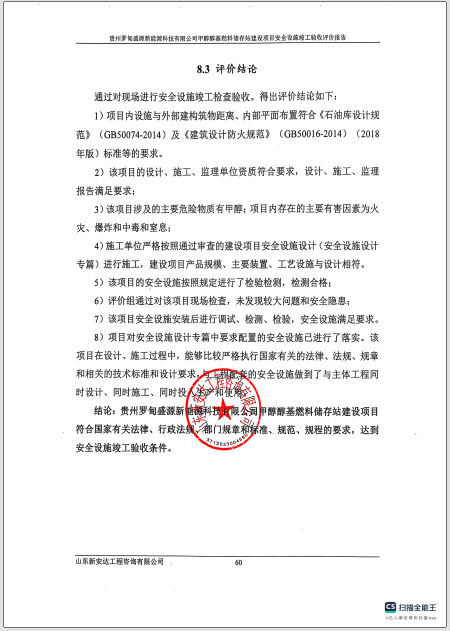 贵州罗甸盛源新能源科技有限公司甲醇醇基燃料储存站建设项目安全设施竣工验收评价报告
8.3 评价结论
通过对现场进行安全设施竣工检查验收。得出评价结论如下：
1）项目内设施与外部建构筑物距离、内部平面布置符合《石油库设计规
范》（GB50074-2014）及《建筑设计防火规范》（GB50016-2014）（2018
年版）标准等的要求。
2）该项目的设计、施工、监理单位资质符合要求，设计、施工、监理
报告满足要求；
3）该项目涉及的主要危险物质有甲醇；项目内存在的主要有害因素为火
灾、爆炸和中毒和窒息；
4）施工单位严格按照通过审查的建设项目安全设施设计（安全设施设计
专篇）进行施工，建设项目产品规模、主要装置、工艺设施与设计相符。
5）该项目的安全设施按照规定进行了检验检测，检测合格；
6）评价组通过对该项目现场检查，未发现较大问题和安全隐患；
7）该项目安全设施安装后进行调试、检测、检验，安全设施满足要求。
8）项目对安全设施设计专篇中要求配置的安全设施已进行了落实。该
项目在设计、施工过程中，能够比较严格执行国家有关的法律、法规、规章
和相关的技术标准和设计要求，与工程配套的安全设施做到了与主体工程同
时设计、同时施工、同时投入生产和使用。
结论：贵州罗甸盛源新能源科技有限公司甲醇醇基燃料储存站建设项目
符合国家有关法律、行政法规、部门规章和标准、规范、规程的要求，达到
安全设施竣工验收条件。
山东新安达工程咨询有限公司
60
CS 扫描全能王
3亿人都在用的扫描App